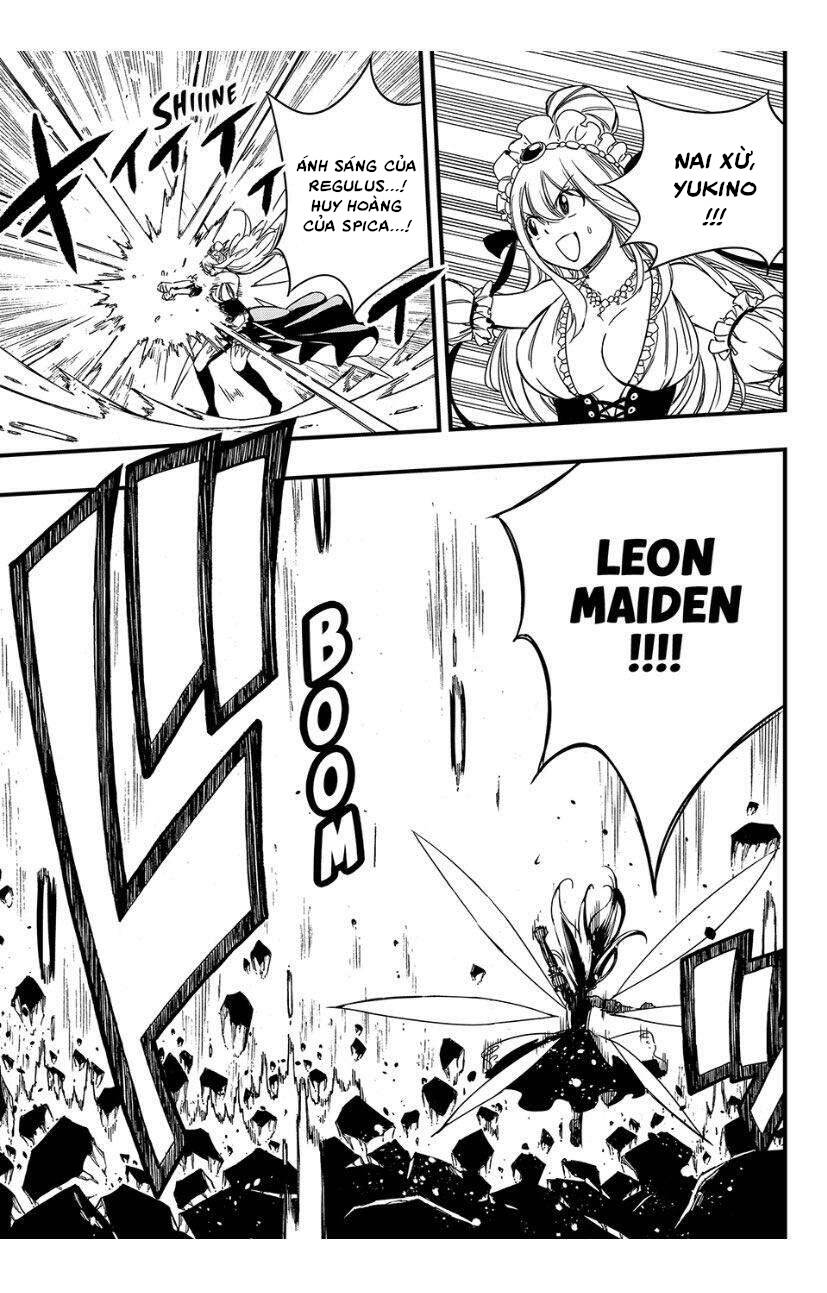 NAI XỪ,
YUKINO
!!!
SHIIINE
ÁNH SÁNG CỦA
REGULUS...!
HUY HOÀNG
CỦA SPICA...!
LEON
MAIDEN
!!!!
BOOM